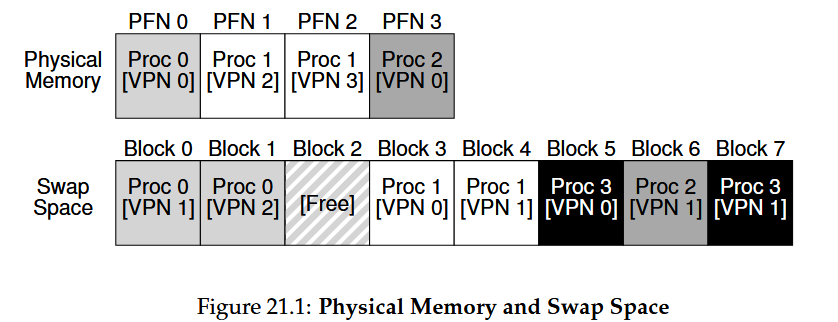 PFN 0 PFN 1 PFN 2 PFN 3
Physical Memory
Proc 0 [VPN 0]
Proc 1 [VPN 2]
Proc 1 [VPN 3]
Proc 2 [VPN 0]
Block 0 Block 1 Block 2 Block 3 Block 4 Block 5 Block 6 Block 7
Swap Space
Proc 0 [VPN 1]
Proc 0 [VPN 2]
[Free]
Proc 1 [VPN 0]
Proc 1 [VPN 1]
Proc 3 [VPN 0]
Proc 2 [VPN 1]
Proc 3 [VPN 1]
Figure 21.1: Physical Memory and Swap Space